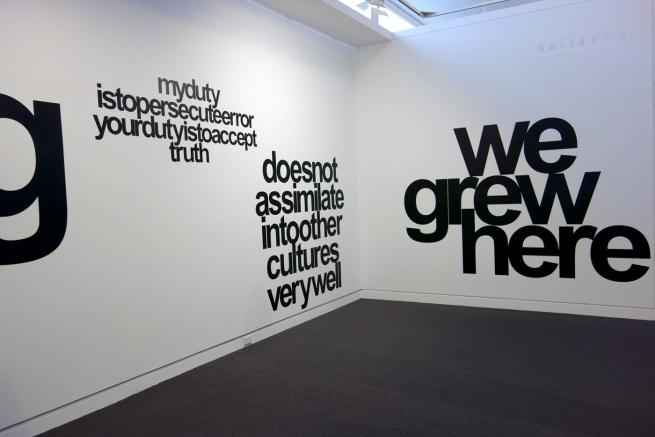 g
myduty
istopersecuteerror
yourdutyistoaccept
truth
doesnot
assimilate
intoother
cultures
verywell
GALLERY 2
we
grew
here